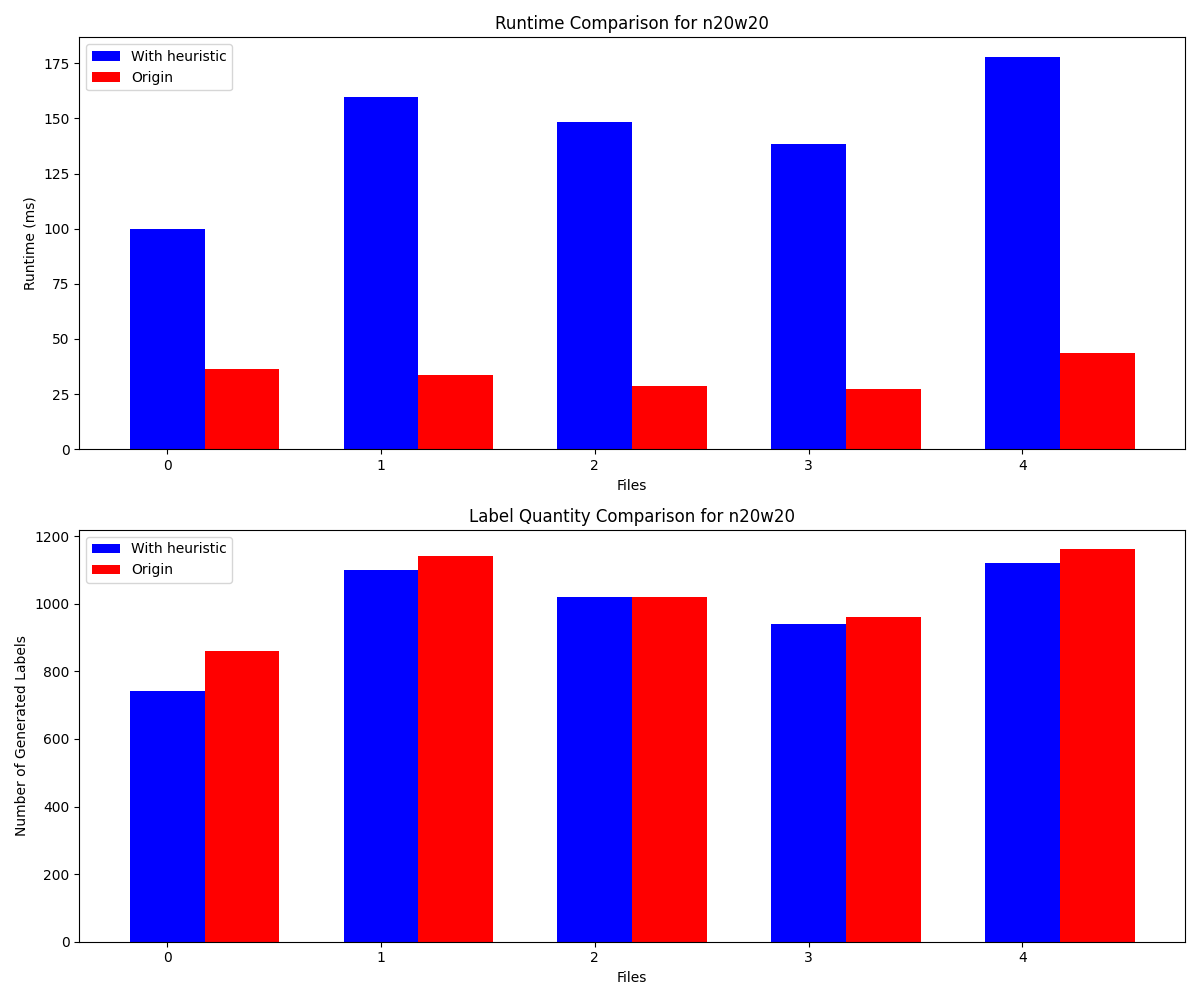 Runtime Comparison for n20w20
With heuristic
Origin
175
150
125
100
75
50
25
0
Runtime (ms)
0 1 2 3 4
Files
Label Quantity Comparison for n20w20
With heuristic
Origin
1200
1000
800
600
400
200
0
Number of Generated Labels
0 1 2 3 4
Files